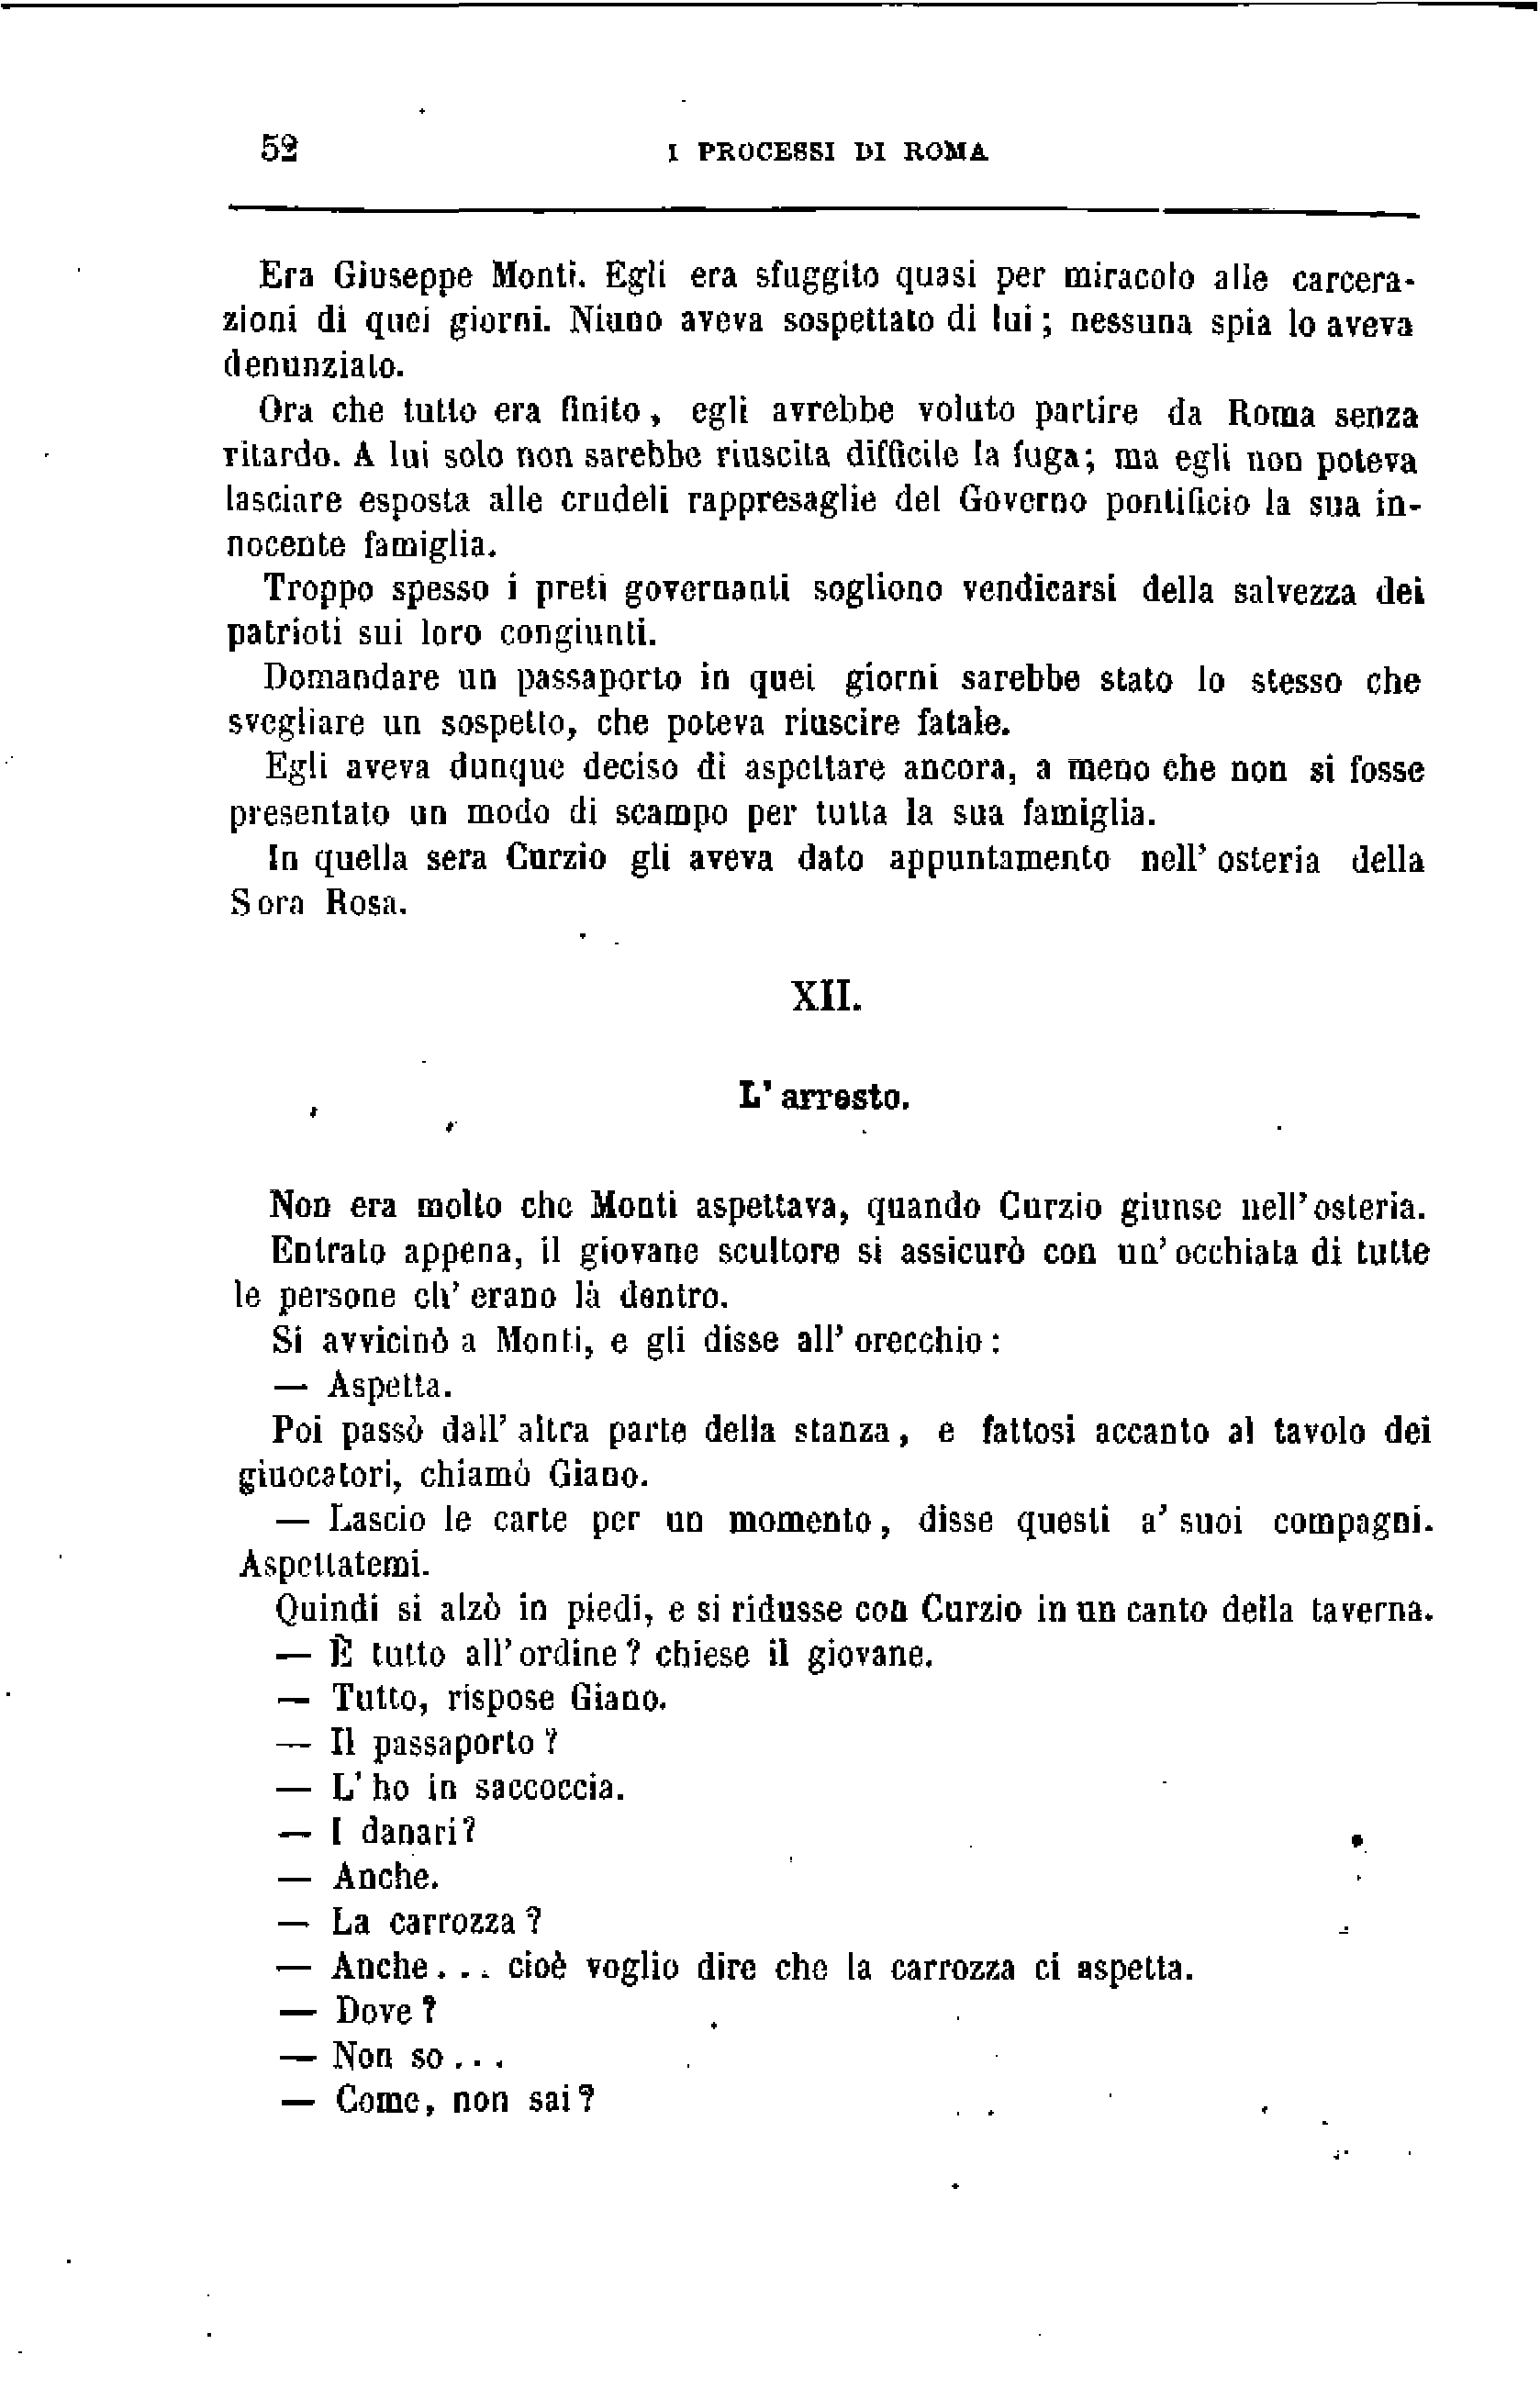 52
I PROCESSI DI ROMA
Era Giuseppe Monti. Egli era sfuggito quasi per miracolo alle carcera-
zioni di quei giorni. Niuno aveva sospettato di lui ; nessuna spia lo aveva
denunziato.
Ora che tutto era finito , egli avrebbe voluto partire da Roma senza
ritardo. A lui solo non sarebbe riuscita difficile la fuga; ma egli non poteva
lasciare esposta alle crudeli rappresaglie del Governo pontificio la sua in-
nocente famiglia.
Troppo spesso i preti governanti sogliono vendicarsi della salvezza dei
patrioti sui loro congiunti.
Domandare un passaporto in quei giorni sarebbe stato lo stesso che
svegliare un sospetto, che poteva riuscire fatale.
Egli aveva dunque deciso di aspettare ancora, a meno che non si fosse
presentato un modo di scampo per tutta la sua famiglia.
In quella sera Curzio gli aveva dato appuntamento nell' osteria della
Sora Rosa.
XII.
L' arresto.
Non era molto che Monti aspettava, quando Curzio giunse nell' osteria.
Entrato appena, il giovane scultore si assicurò con un' occhiata di tutte
le persone ch' erano là dentro.
Si avvicinò a Monti, e gli disse all' orecchio :
— Aspetta.
Poi passò dall' altra parte della stanza , e fattosi accanto al tavolo dei
giuocatori, chiamò Giano.
— Lascio le carte per un momento , disse questi a' suoi compagni.
Aspettatemi.
Quindi si alzò in piedi, e si ridusse con Curzio in un canto della taverna.
— È tutto all' ordine ? chiese il giovane.
— Tutto, rispose Giano.
— Il passaporto ?
— L' ho in saccoccia.
— I danari?
— Anche.
— La carrozza ?
— Anche . . . cioè voglio dire che la carrozza ci aspetta.
— Dove ?
— Non so . . .
— Come, non sai?